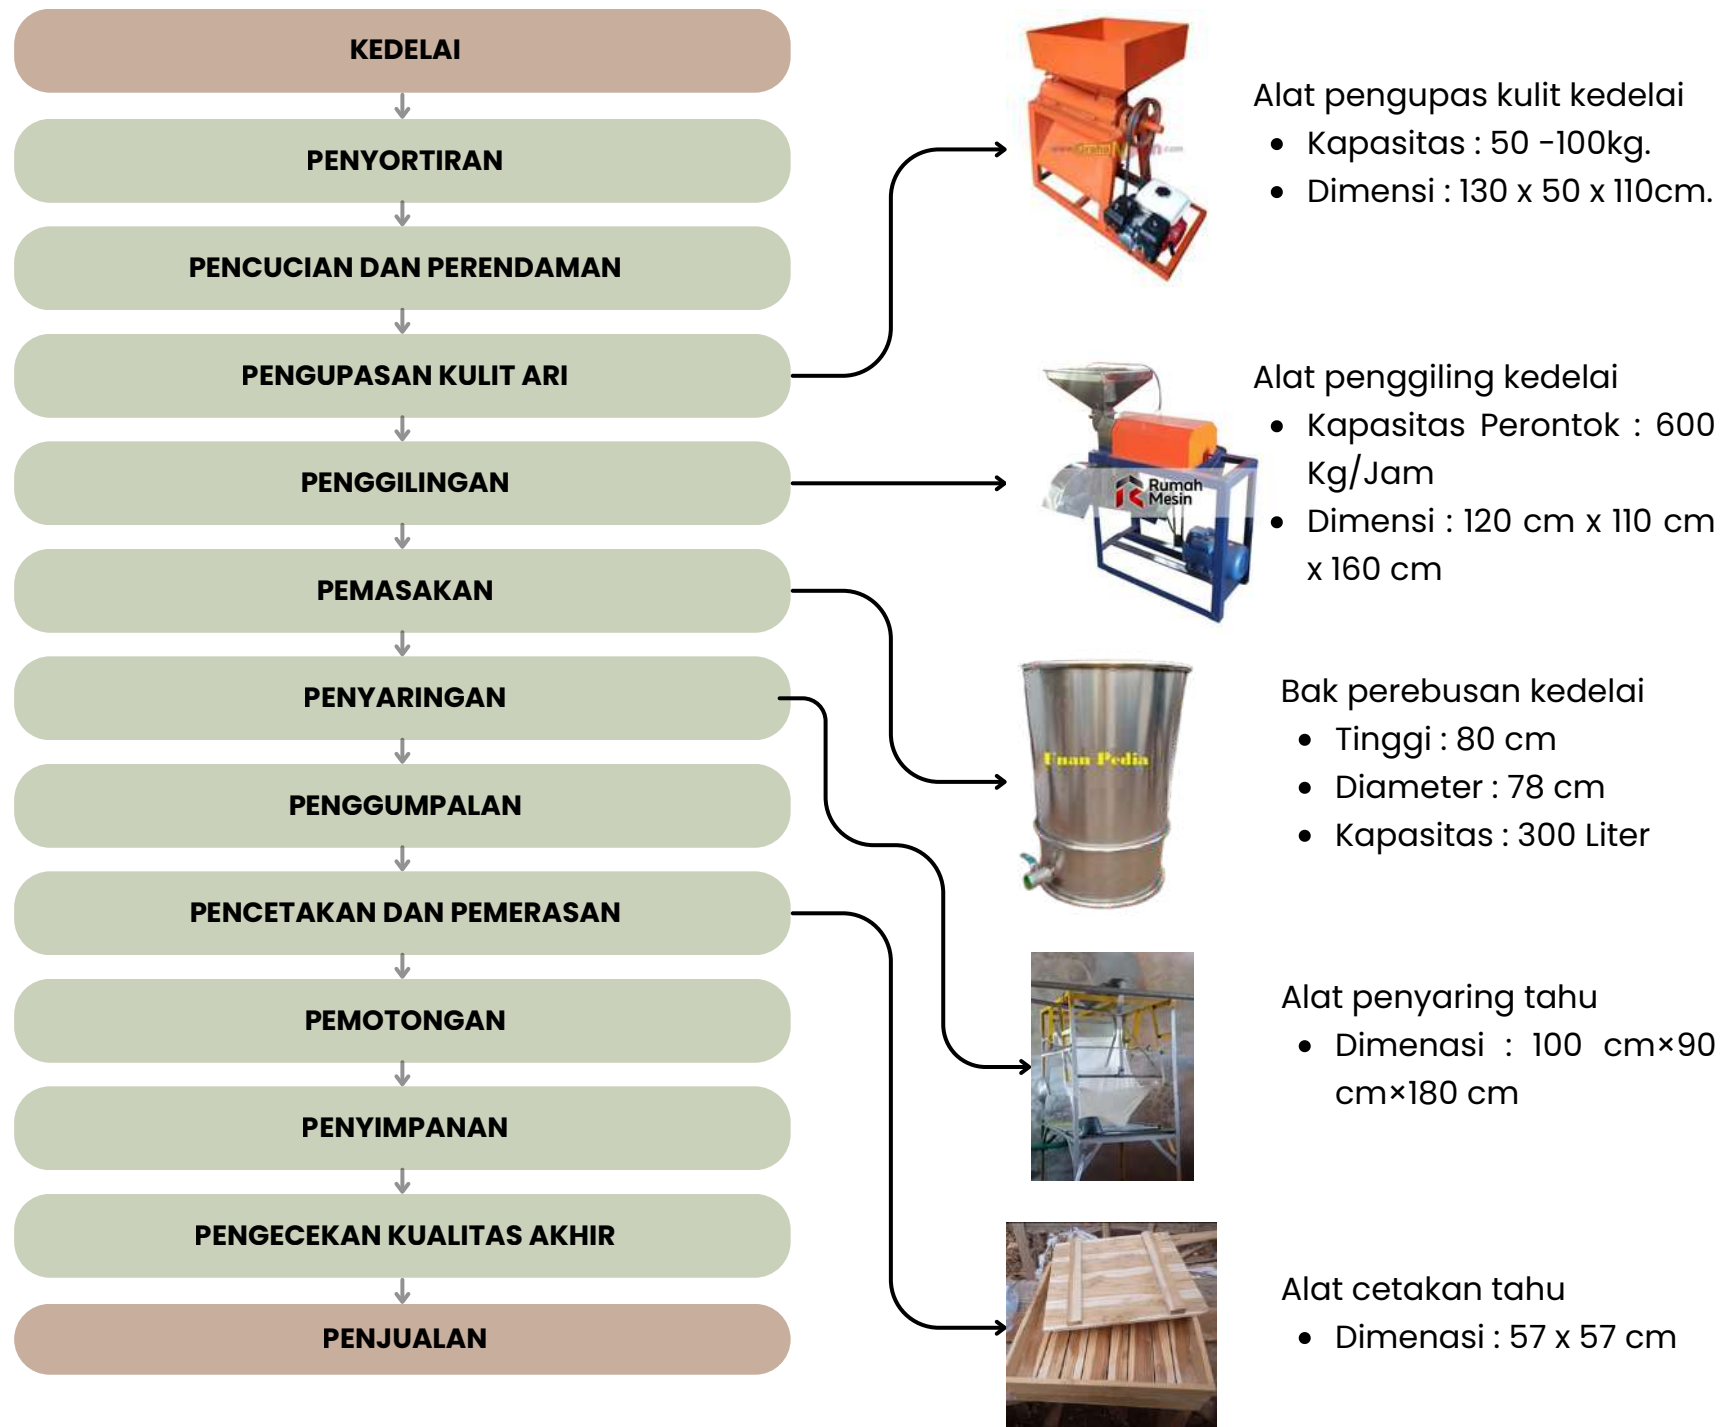 KEDELAI
PENYORTIRAN
PENCUCIAN DAN PERENDAMAN
PENGUPASAN KULIT ARI
PENGGILINGAN
PEMASAKAN
PENYARINGAN
PENGGUMPALAN
PENCETAKAN DAN PEMERASAN
PEMOTONGAN
PENYIMPANAN
PENGECEKAN KUALITAS AKHIR
PENJUALAN
Alat pengupas kulit kedelai
• Kapasitas : 50 -100kg.
• Dimensi : 130 x 50 x 110cm.
Alat penggiling kedelai
• Kapasitas Perontok : 600
Kg/Jam
• Dimensi : 120 cm x 110 cm
x 160 cm
Rumah
Mesin
Bak perebusan kedelai
• Tinggi : 80 cm
• Diameter : 78 cm
• Kapasitas : 300 Liter
Unan Pedia
Alat penyaring tahu
• Dimenasi : 100 cm×90
cm×180 cm
Alat cetakan tahu
• Dimenasi : 57 x 57 cm